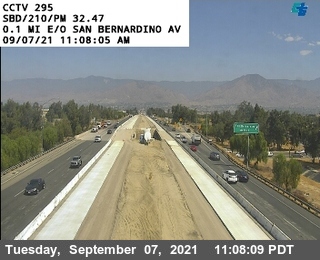 CCTV 295
SBD/210/PM 32.47
0.1 MI E/O SAN BERNARDINO AV
09/07/21 11:08:05 AM
Tuesday, September 07, 2021 11:08:09 PDT